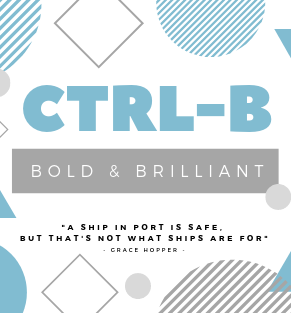 CTRL-B
BOLD & BRILLIANT
"A SHIP IN PORT IS SAFE,
BUT THAT'S NOT WHAT SHIPS ARE FOR"
- GRACE HOPPER -